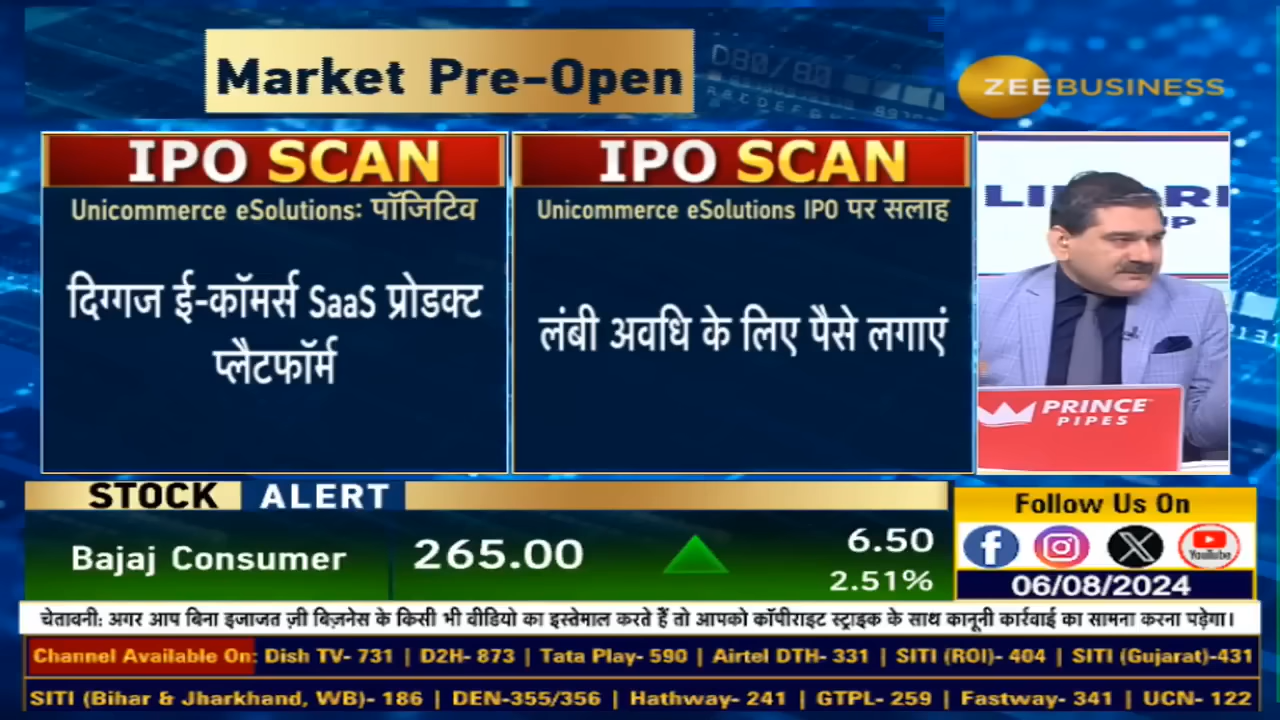 Market Pre-Open
ZEEBUSINESS
IPO SCAN
Unicommerce eSolutions: पॉजिटिव
दिग्गज ई-कॉमर्स SaaS प्रोडक्ट
प्लैटफॉर्म
IPO SCAN
Unicommerce eSolutions IPO पर सलाह
लंबी अवधि के लिए पैसे लगाएं
PRINCE
PIPES
STOCK ALERT
Bajaj Consumer 265.00 6.50
2.51%
Follow Us On
YouTube
06/08/2024
चेतावनी: अगर आप बिना इजाजत ज़ी बिज़नेस के किसी भी वीडियो का इस्तेमाल करते हैं तो आपको कॉपीराइट स्ट्राइक के साथ कानूनी कार्रवाई का सामना करना पड़ेगा।
Channel Available On: Dish TV- 731 | D2H- 873 | Tata Play- 590 | Airtel DTH- 331 | SITI (ROI)- 404 | SITI (Gujarat)-431
SITI (Bihar & Jharkhand, WB)- 186 | DEN-355/356 | Hathway- 241 | GTPL- 259 | Fastway- 341 | UCN- 122